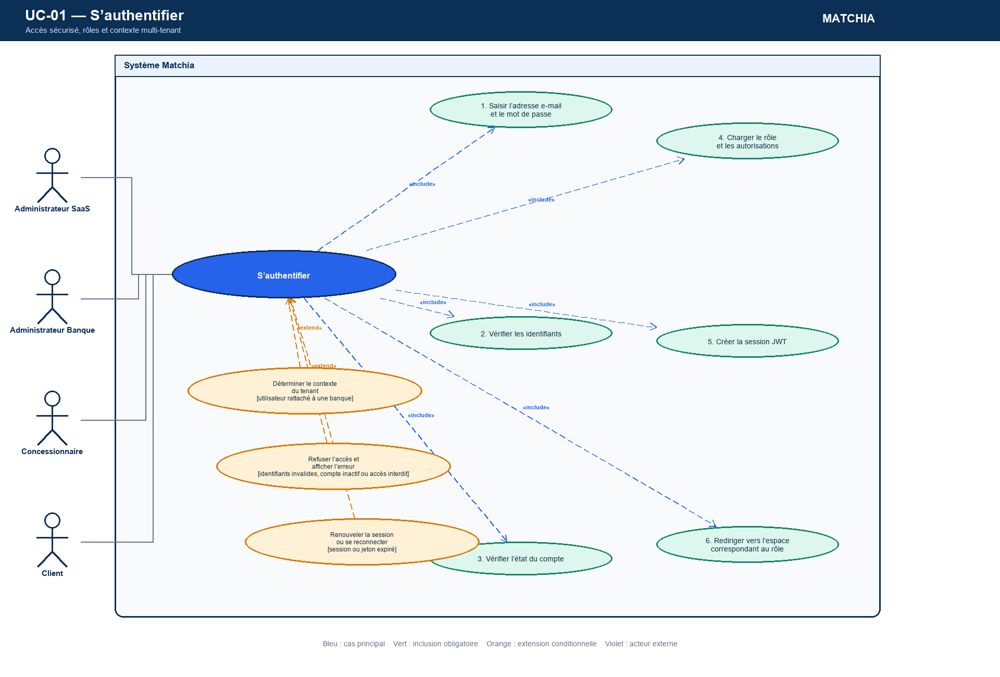 UC-01 — S’authentifier
Accès sécurisé, rôles et contexte multi-tenant
MATCHIA
Système Matchia
1. Saisir l’adresse e-mail
et le mot de passe
4. Charger le rôle
et les autorisations
«include»
«include»
Administrateur SaaS
S’authentifier
«include»
«include»
2. Vérifier les identifiants
5. Créer la session JWT
Administrateur Banque
«extend»
«extend»
Déterminer le contexte
du tenant
[utilisateur rattaché à une banque]
«include»
«include»
Concessionnaire
Refuser l’accès et
afficher l’erreur
[identifiants invalides, compte inactif ou accès interdit]
Renouveler la session
ou se reconnecter
[session ou jeton expiré]
3. Vérifier l’état du compte
6. Rediriger vers l’espace
correspondant au rôle
Client
Bleu : cas principal Vert : inclusion obligatoire Orange : extension conditionnelle Violet : acteur externe